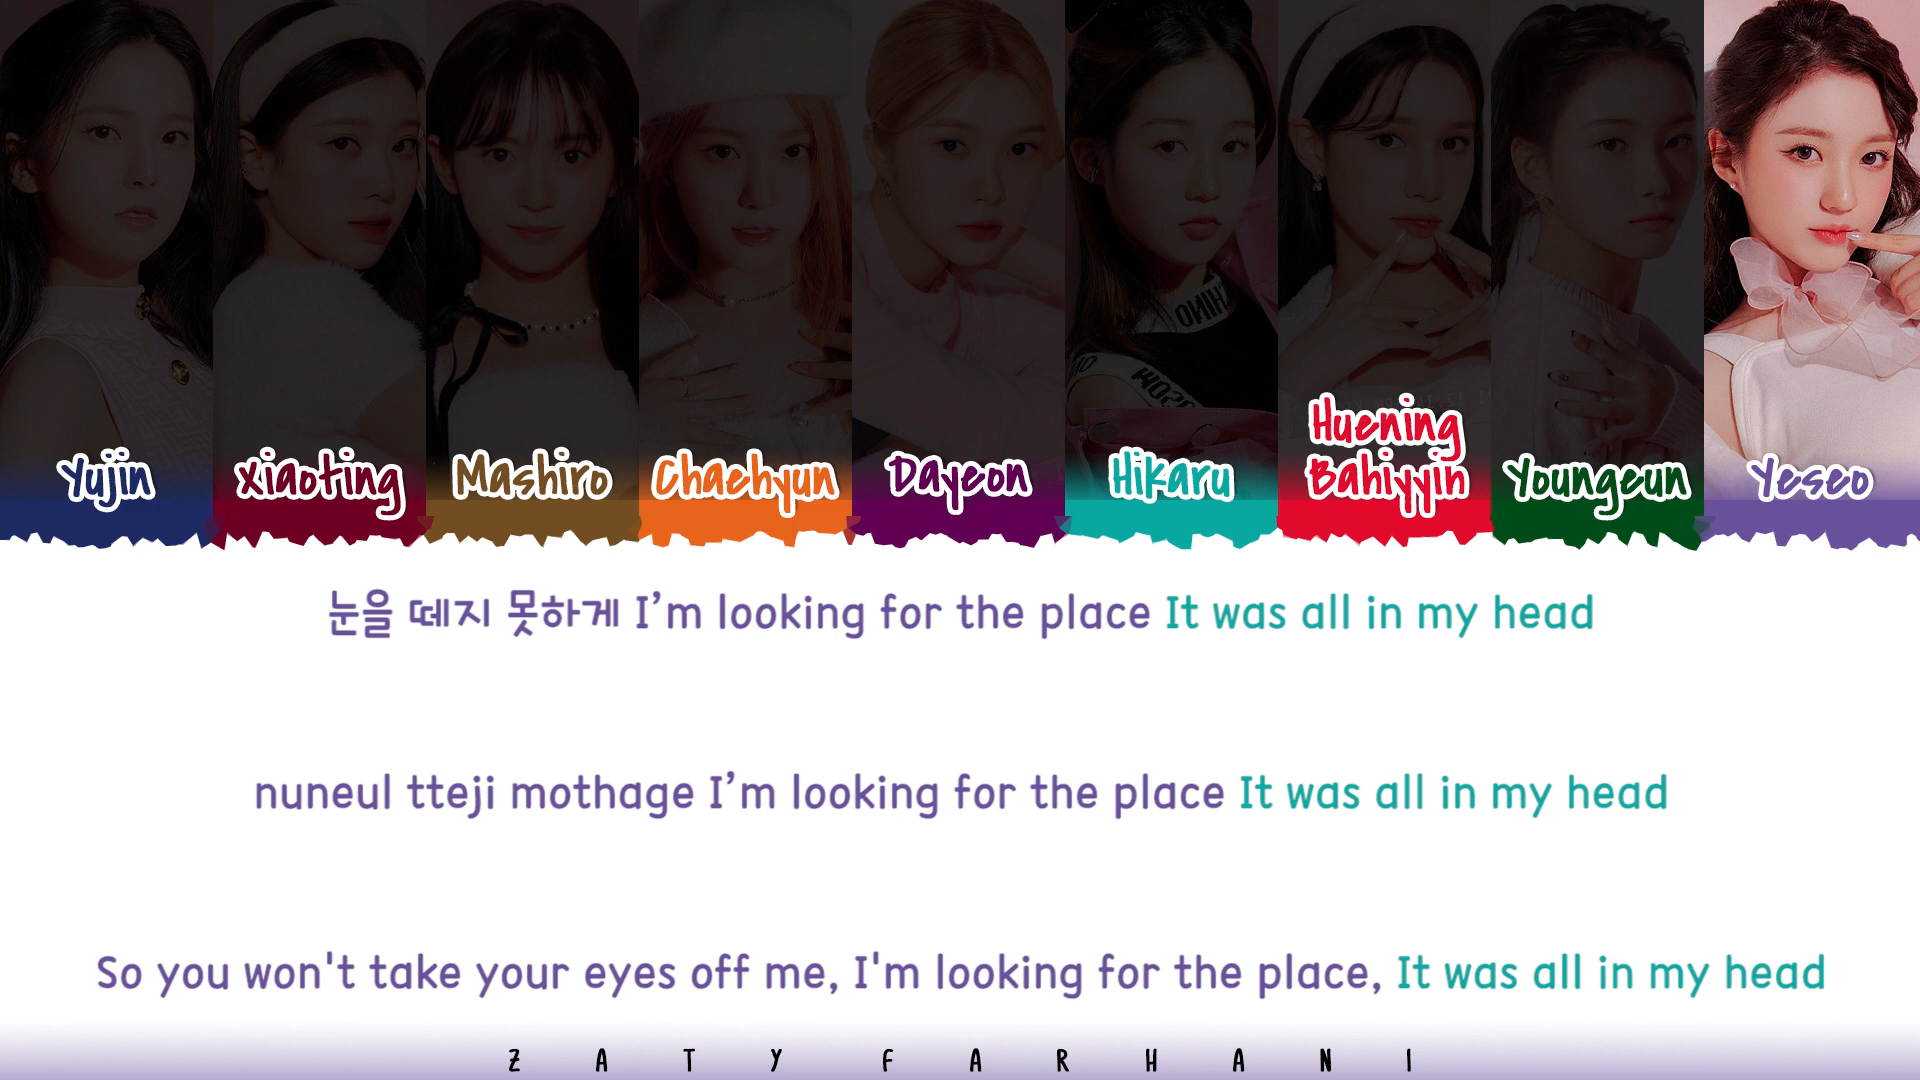 Yujin
xiaoting
Mashiro
Chaehyun
Dayeon
Hikaru
Huening
Bahiyyin
Youngeun
Yeseo
눈을 떼지 못하게 I’m looking for the place It was all in my head
nuneul tteji mothage I’m looking for the place It was all in my head
So you won't take your eyes off me, I'm looking for the place, It was all in my head
ZATY FARHANI